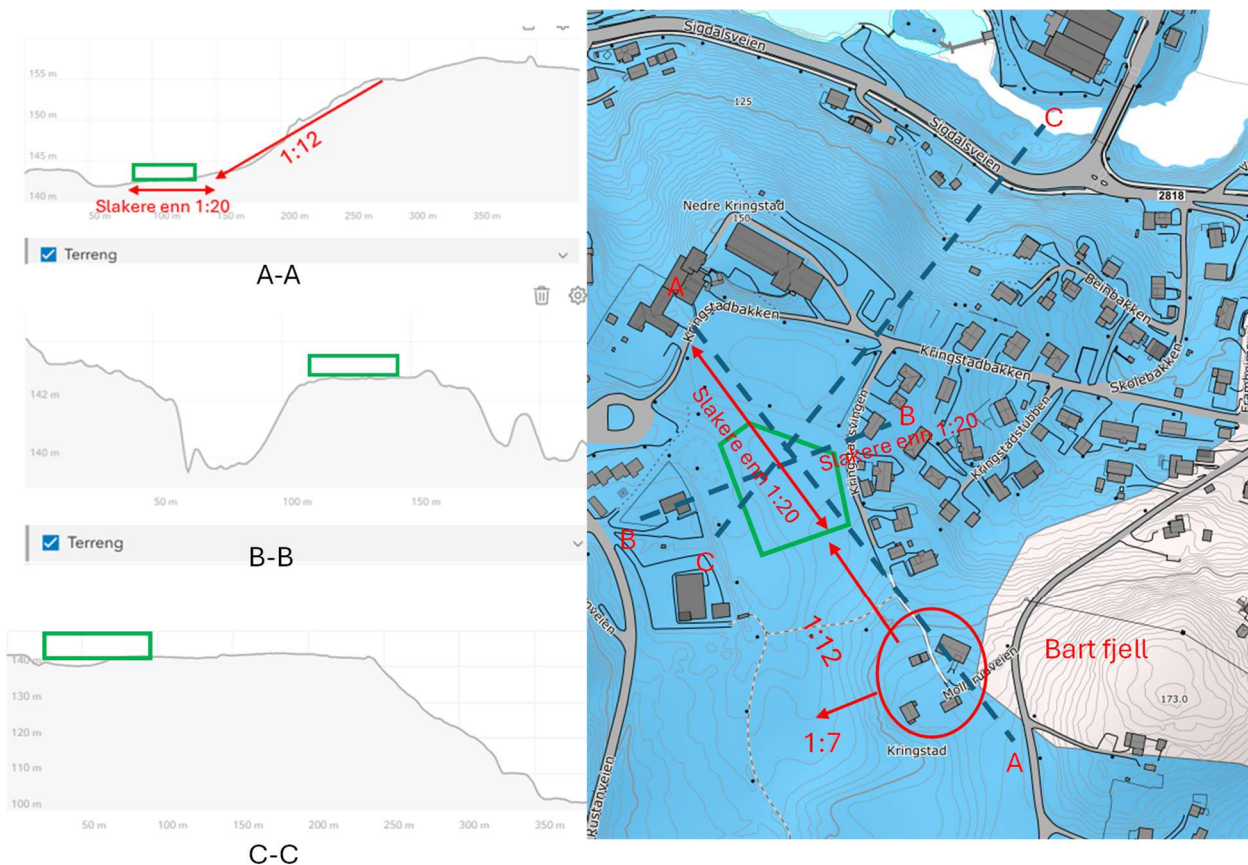 155 m
150 m
145 m
140 m
1:12
Slakere enn 1:20
50 m
100 m
150 m
200 m
250 m
300 m
350 m
Terreng
A-A
50 m
100 m
142 m
140 m
50 m
100 m
150 m
Terreng
B-B
140 m
130 m
120 m
110 m
100 m
50 m
100 m
150 m
200 m
250 m
300 m
350 m
C-C
Sigdalsveien
125
Sigdalsveien
C
2818
Nedre Kringstad
150
A
Kringstadbakken
Beinbakken
Kringstadbakken
Skolebakken
Slakere enn 1:20
B
Slakere enn 1:20
Kringstadsvingen
Kringstadstubben
B
C
1:12
Bart fjell
173.0
1:7
Kringstad
A
Rustanveien